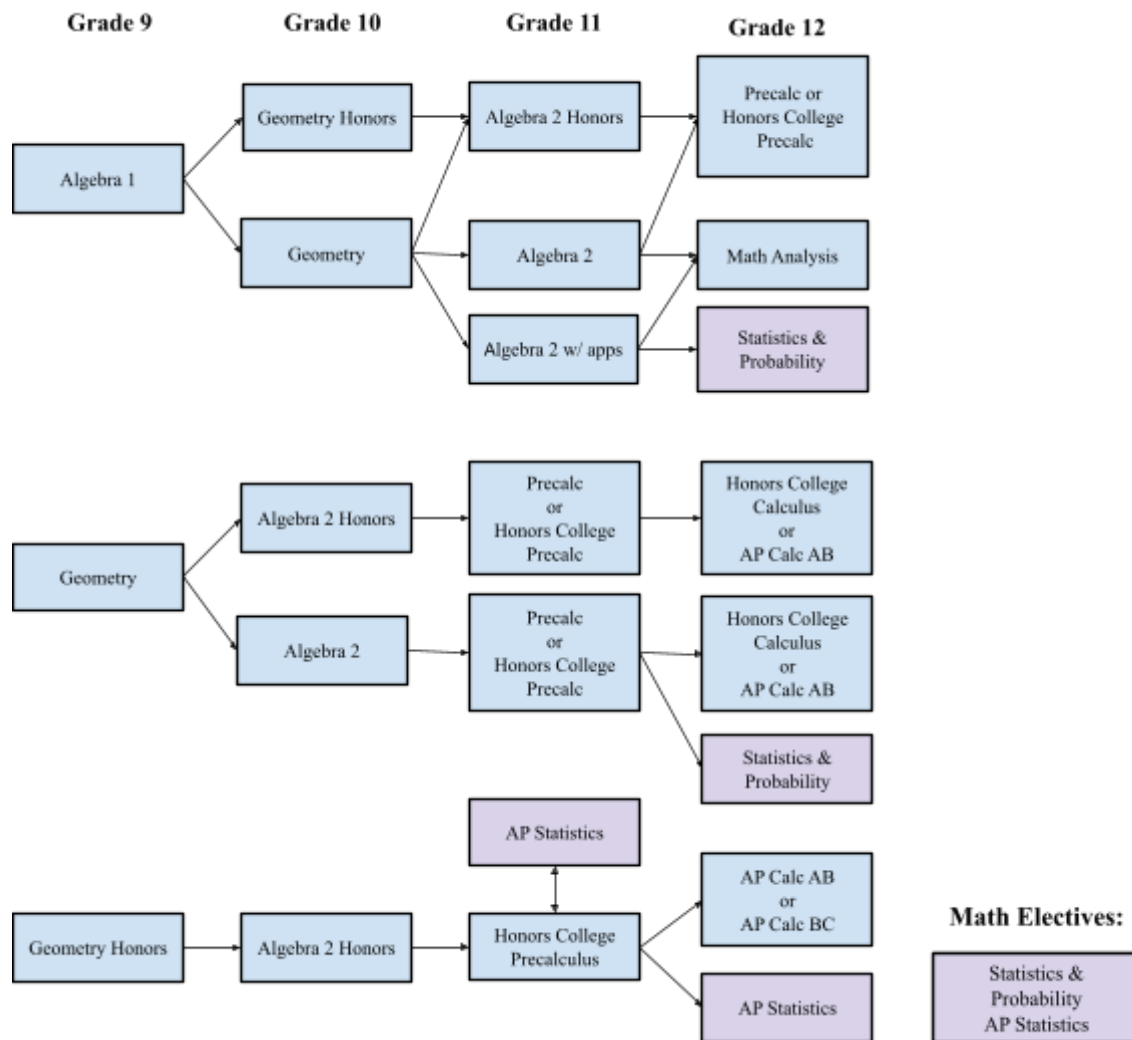 Grade 9
Grade 10
Grade 11
Grade 12
Algebra 1
Geometry Honors
Algebra 2 Honors
Precalc or
Honors College
Precalc
Geometry
Algebra 2
Math Analysis
Algebra 2 w/ apps
Statistics &
Probability
Geometry
Algebra 2 Honors
Precalc
or
Honors College
Precalc
Honors College
Calculus
or
AP Calc AB
Algebra 2
Precalc
or
Honors College
Precalc
Honors College
Calculus
or
AP Calc AB
Statistics &
Probability
AP Statistics
Geometry Honors
Algebra 2 Honors
Honors College
Precalculus
AP Calc AB
or
AP Calc BC
AP Statistics
Math Electives:
Statistics &
Probability
AP Statistics